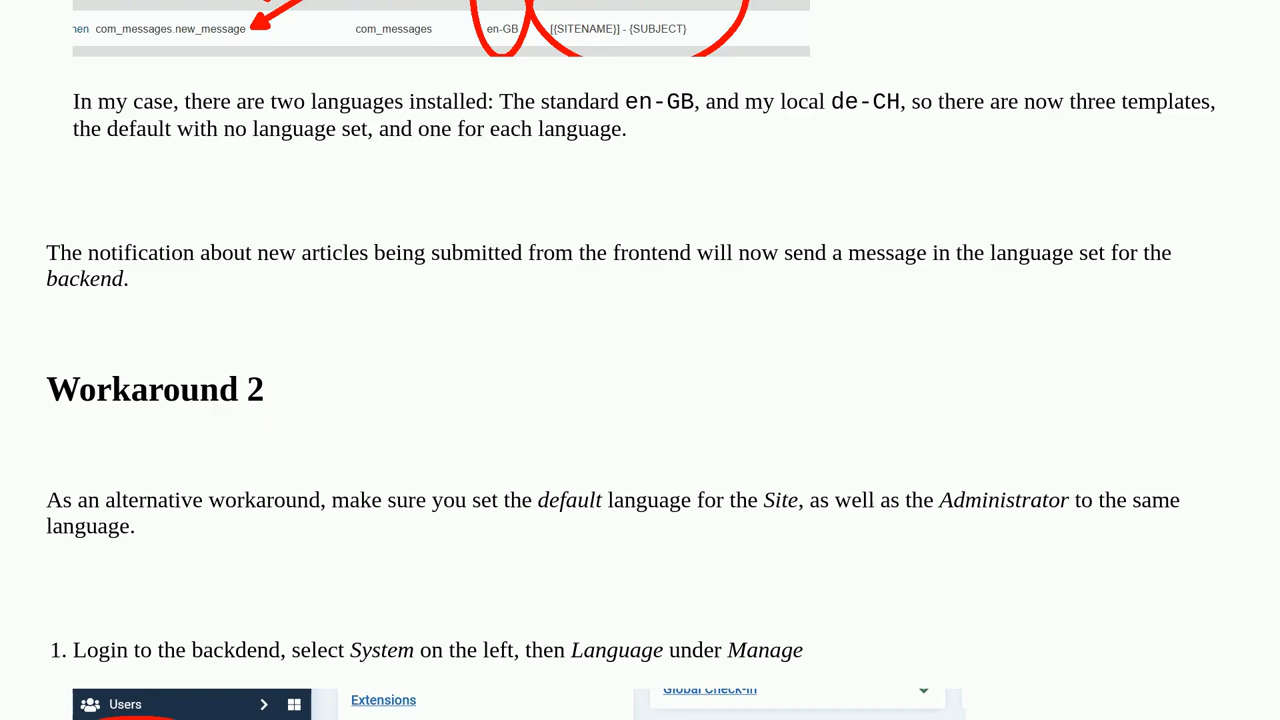 nen com_messages.new_message com_messages en-GB [{SITENAME}] - {SUBJECT}
In my case, there are two languages installed: The standard en-GB, and my local de-CH, so there are now three templates,
the default with no language set, and one for each language.
The notification about new articles being submitted from the frontend will now send a message in the language set for the
backend.
Workaround 2
As an alternative workaround, make sure you set the default language for the Site, as well as the Administrator to the same
language.
1. Login to the backdend, select System on the left, then Language under Manage
Global Check-in
Users
Extensions